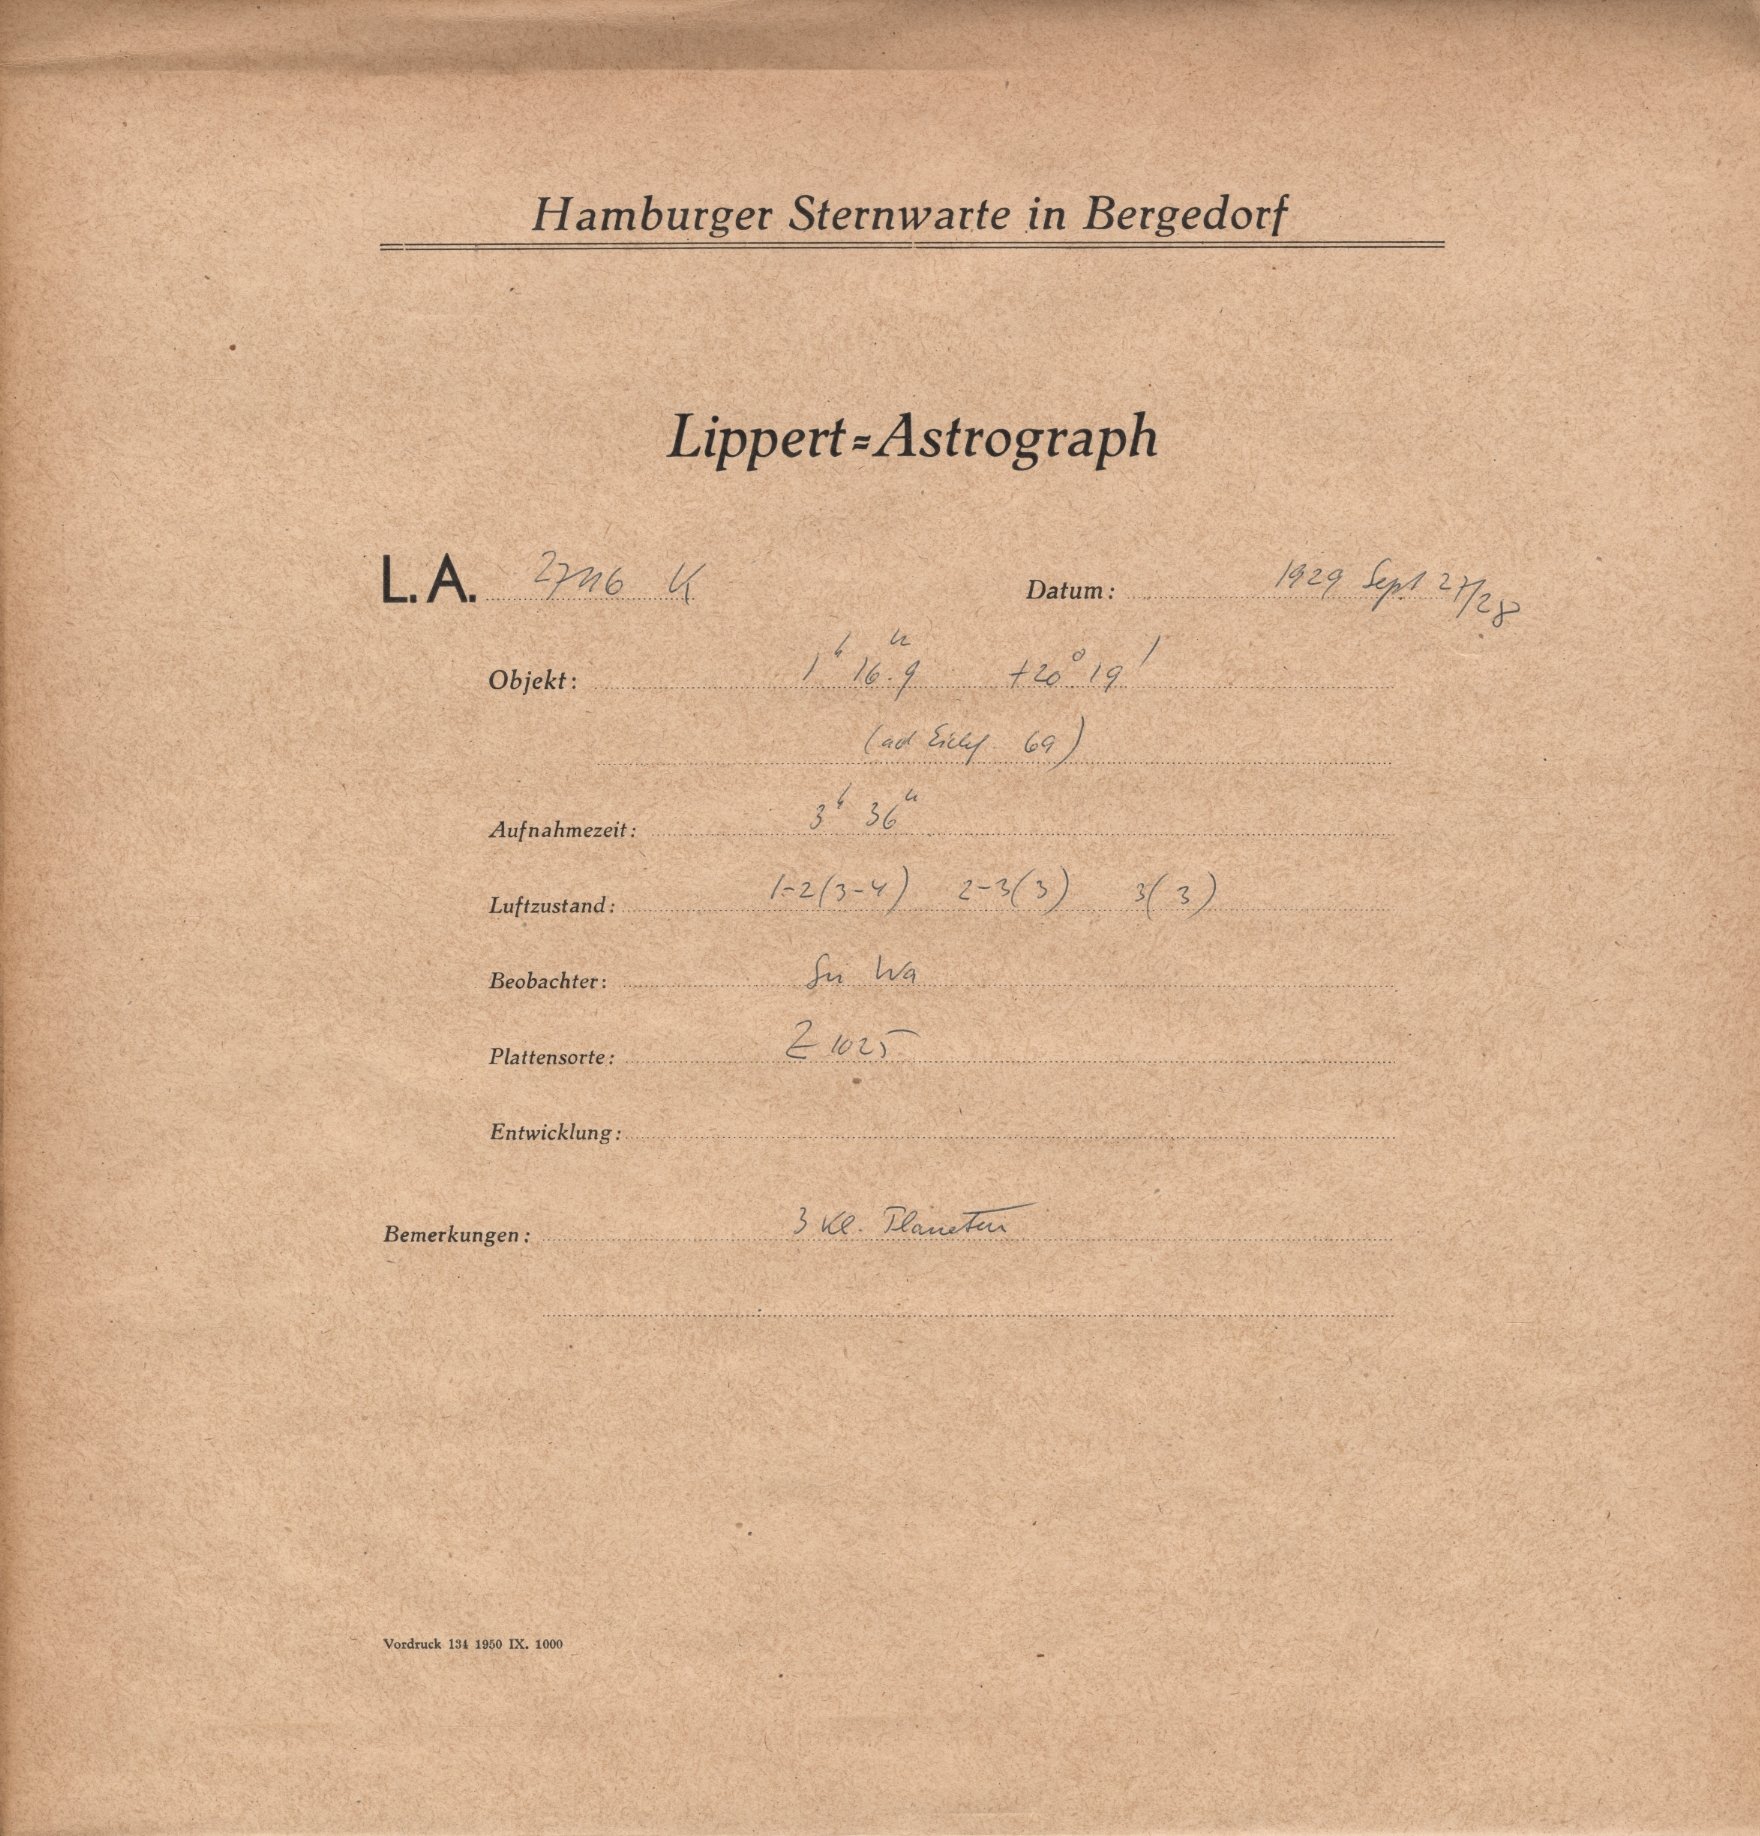 Hamburger Sternwarte in Bergedorf
Lippert=Astrograph
L. A. 2746 K Datum: 1929 Sept 27/28
Objekt: 1ʰ 16.9ᵐ +20° 19'
(ad 69)
Aufnahmezeit: 3ʰ 36ᵐ
Luftzustand: 1-2(3-4) 2-3(3) 3(3)
Beobachter: Wa
Plattensorte: Z 1025
Entwicklung:
Bemerkungen: 3 Kl. Planeten
Vordruck 134 1950 IX. 1000